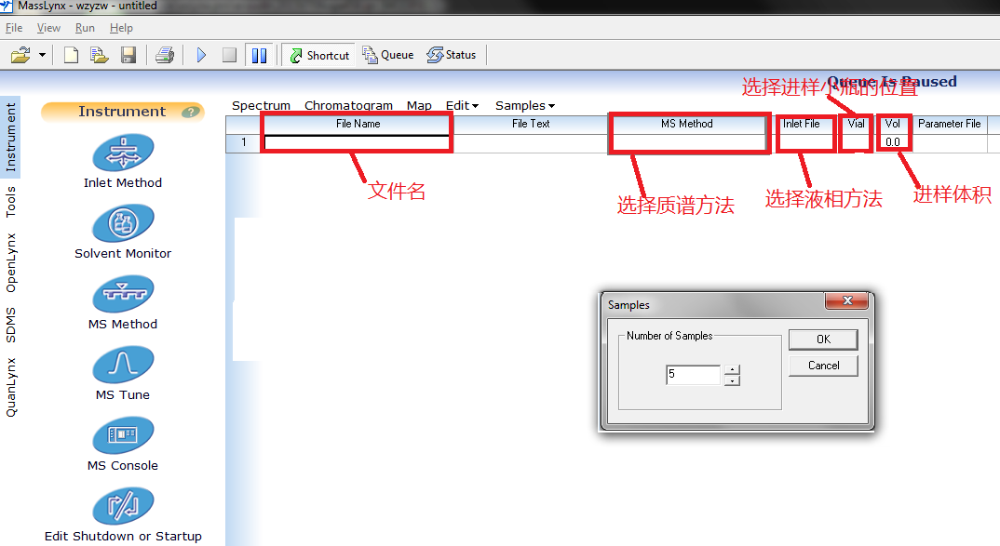 MassLynx - wzyzw - untitled
File View Run Help
Shortcut Queue Status
Queue Is Paused
选择进样小瓶的位置
Instrument
Tools
OpenLynx
SDMS
QuanLynx
Instrument ?
Inlet Method
Solvent Monitor
MS Method
MS Tune
MS Console
Edit Shutdown or Startup
Spectrum Chromatogram Map Edit Samples
File Name File Text MS Method Inlet File Vial Vol Parameter File
1 0.0
文件名
选择质谱方法
选择液相方法
进样体积
Samples
Number of Samples
5
OK
Cancel